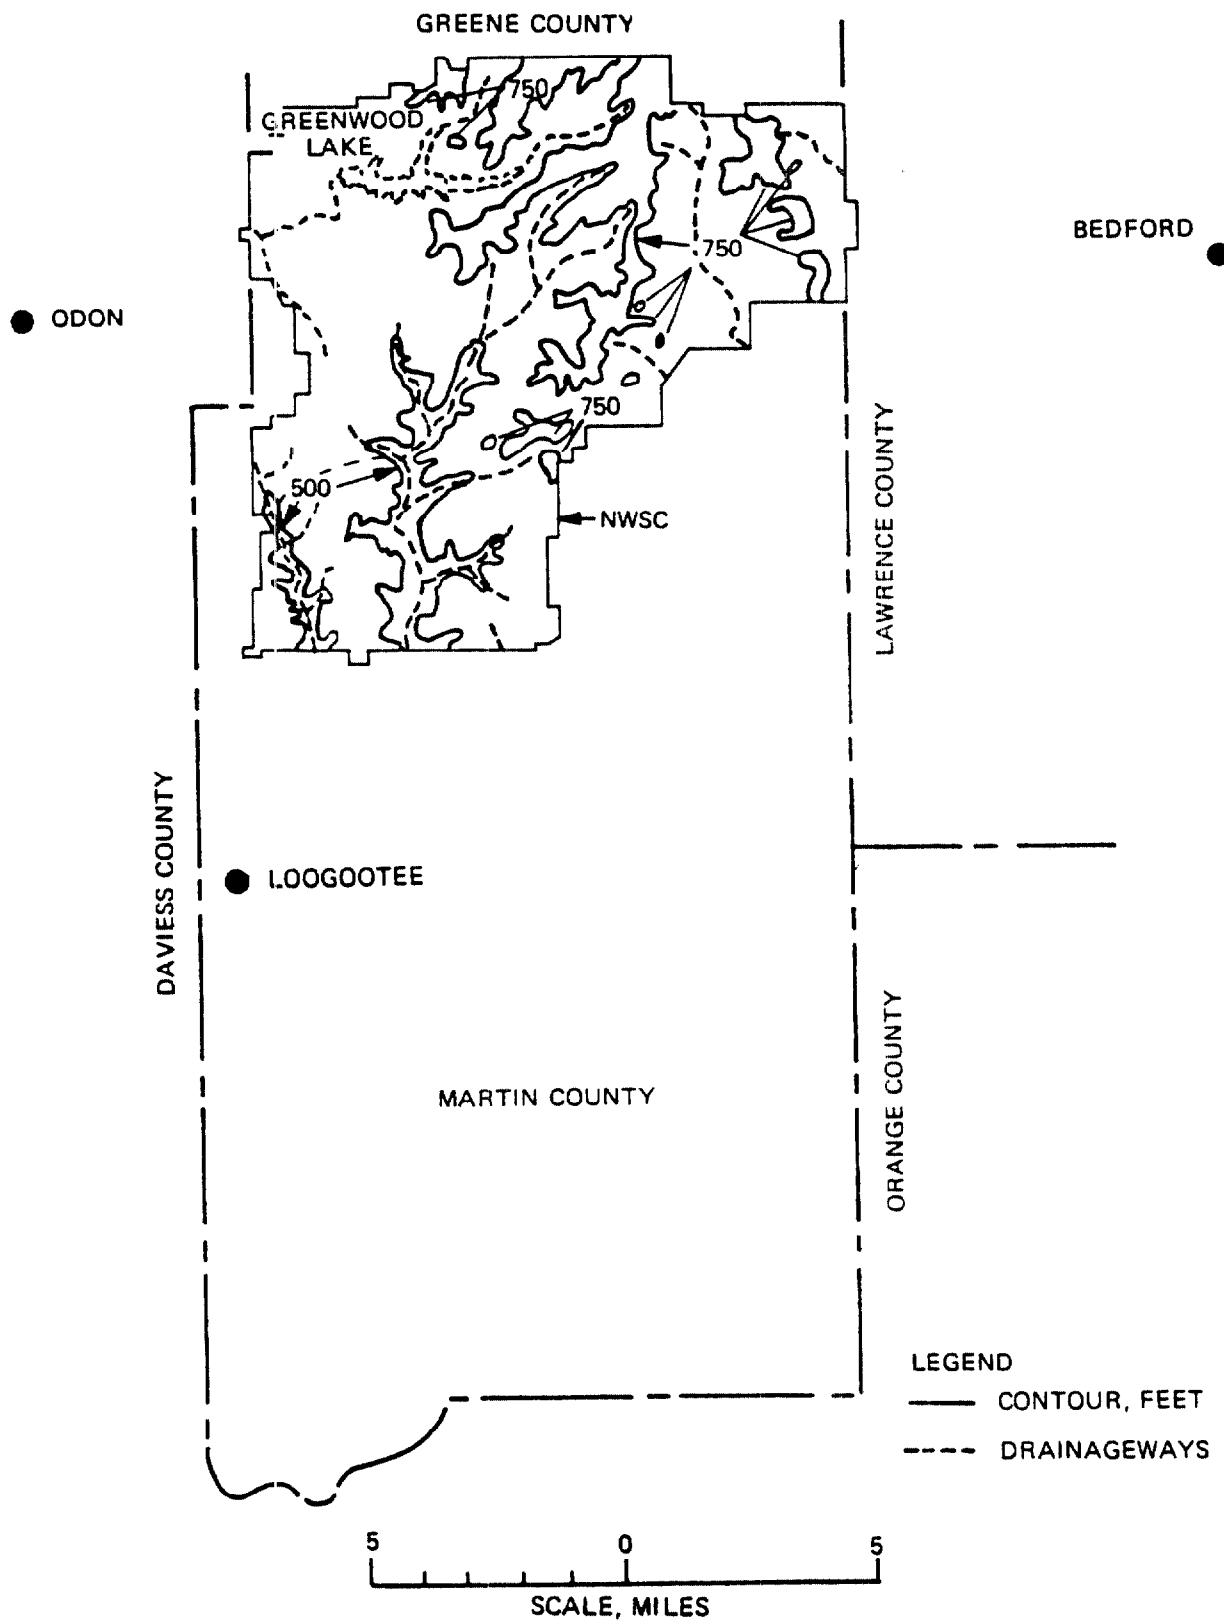 GREENE COUNTY
750
GREENWOOD
LAKE
BEDFORD
750
ODON
750
500
NWSC
LAWRENCE COUNTY
DAVIESS COUNTY
LOOGOOTEE
MARTIN COUNTY
ORANGE COUNTY
LEGEND
CONTOUR, FEET
DRAINAGEWAYS
5 0 5
SCALE, MILES